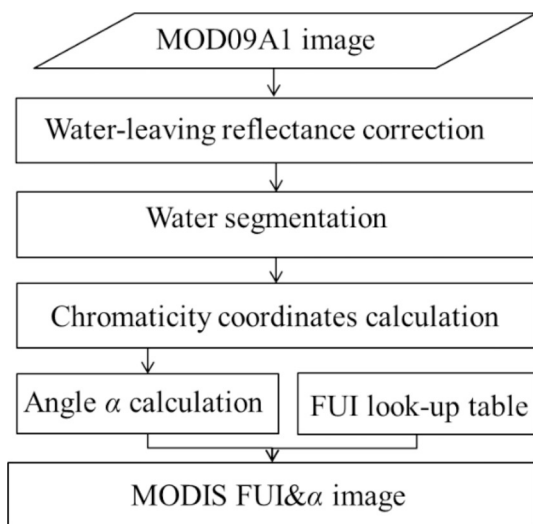 MOD09A1 image
Water-leaving reflectance correction
Water segmentation
Chromaticity coordinates calculation
Angle α calculation
FUI look-up table
MODIS FUI&α image